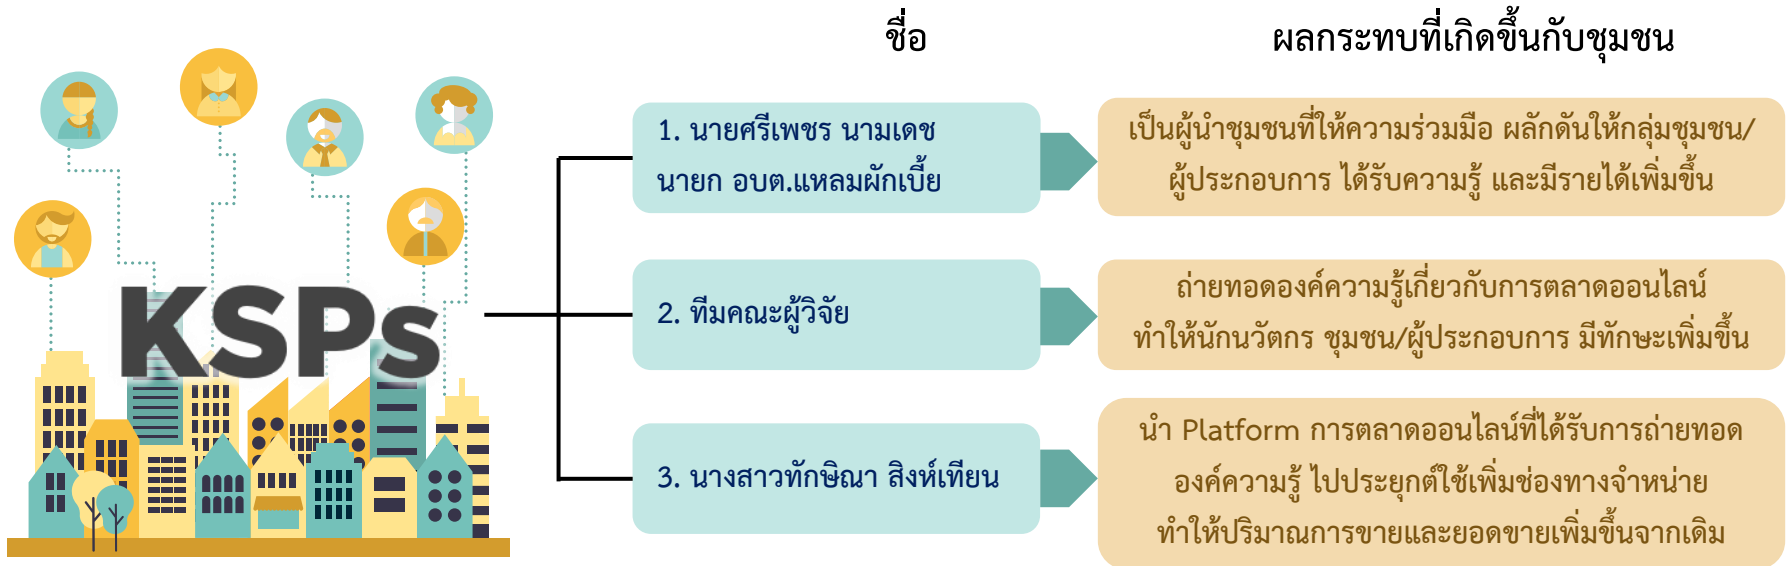 ชื่อ
ผลกระทบที่เกิดขึ้นกับชุมชน
KSPs
1. นายศรีเพชร นามเดช
นายก อบต.แหลมผักเบี้ย
เป็นผู้นำชุมชนที่ให้ความร่วมมือ ผลักดันให้กลุ่มชุมชน/
ผู้ประกอบการ ได้รับความรู้ และมีรายได้เพิ่มขึ้น
2. ทีมคณะผู้วิจัย
ถ่ายทอดองค์ความรู้เกี่ยวกับการตลาดออนไลน์
ทำให้นักนวัตกร ชุมชน/ผู้ประกอบการ มีทักษะเพิ่มขึ้น
3. นางสาวทักษิณา สิงห์เทียน
นำ Platform การตลาดออนไลน์ที่ได้รับการถ่ายทอด
องค์ความรู้ ไปประยุกต์ใช้เพิ่มช่องทางจำหน่าย
ทำให้ปริมาณการขายและยอดขายเพิ่มขึ้นจากเดิม